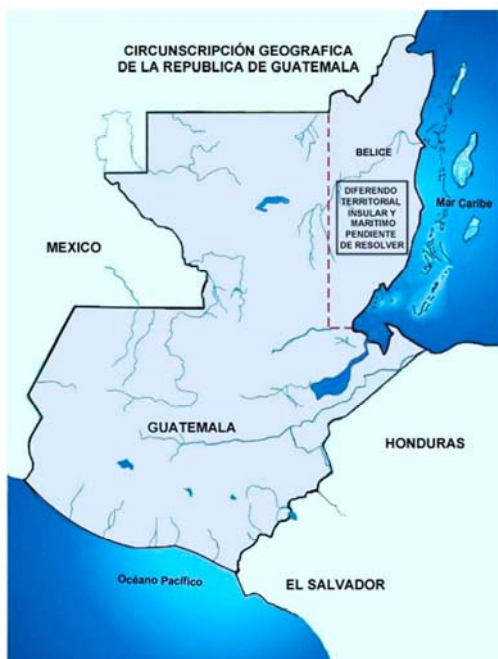 CIRCUNSCRIPCIÓN GEOGRAFICA
DE LA REPUBLICA DE GUATEMALA
BELICE
DIFERENDO
TERRITORIAL
INSULAR Y
MARITIMO
PENDIENTE
DE RESOLVER
Mar Caribe
MEXICO
GUATEMALA
HONDURAS
Océano Pacífico
EL SALVADOR